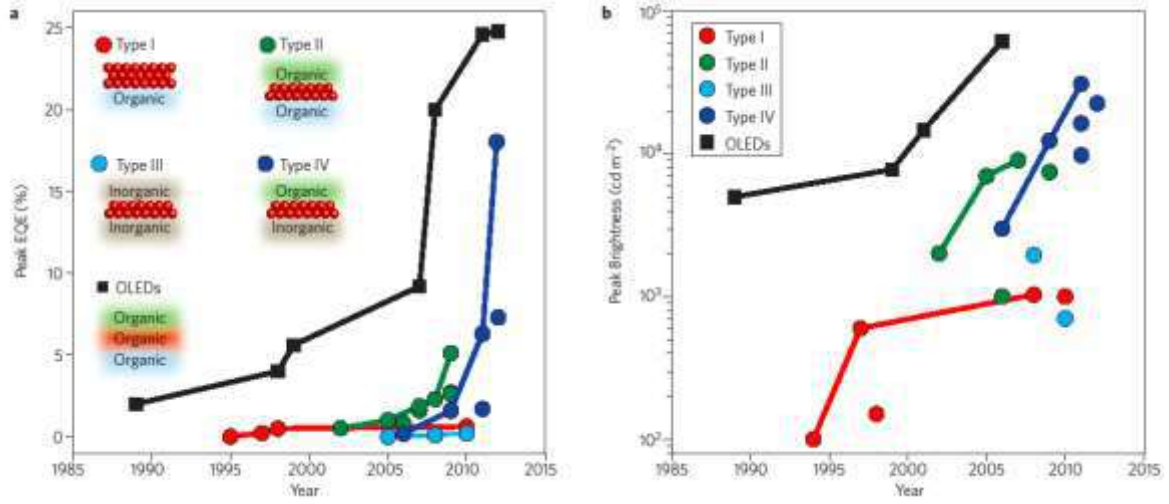 a
25
20
15
10
5
0
Peak EQE (%)
Type I
Organic
Type II
Organic
Organic
Type III
Inorganic
Inorganic
Type IV
Organic
Inorganic
OLEDs
Organic
Organic
Organic
1985 1990 1995 2000 2005 2010 2015
Year
b
10⁵
10⁴
10³
10²
Peak Brightness (cd m⁻²)
Type I
Type II
Type III
Type IV
OLEDs
1985 1990 1995 2000 2005 2010 2015
Year